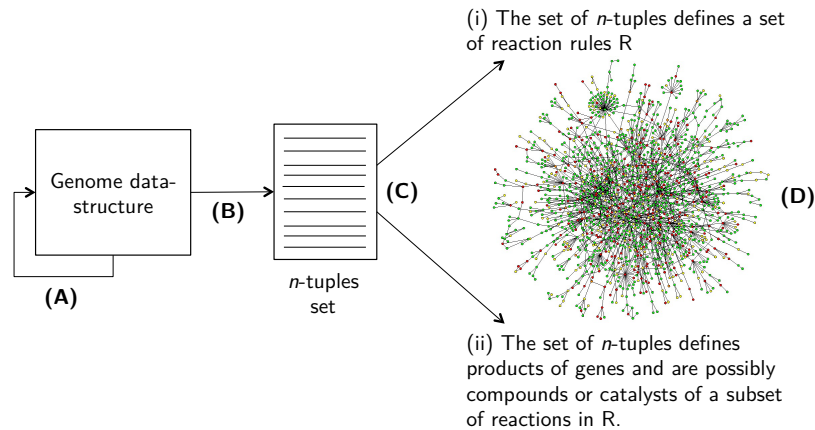 (i) The set of n-tuples defines a set
of reaction rules R
Genome data-
structure
(A)
(B)
n-tuples
set
(C)
(D)
(ii) The set of n-tuples defines
products of genes and are possibly
compounds or catalysts of a subset
of reactions in R.